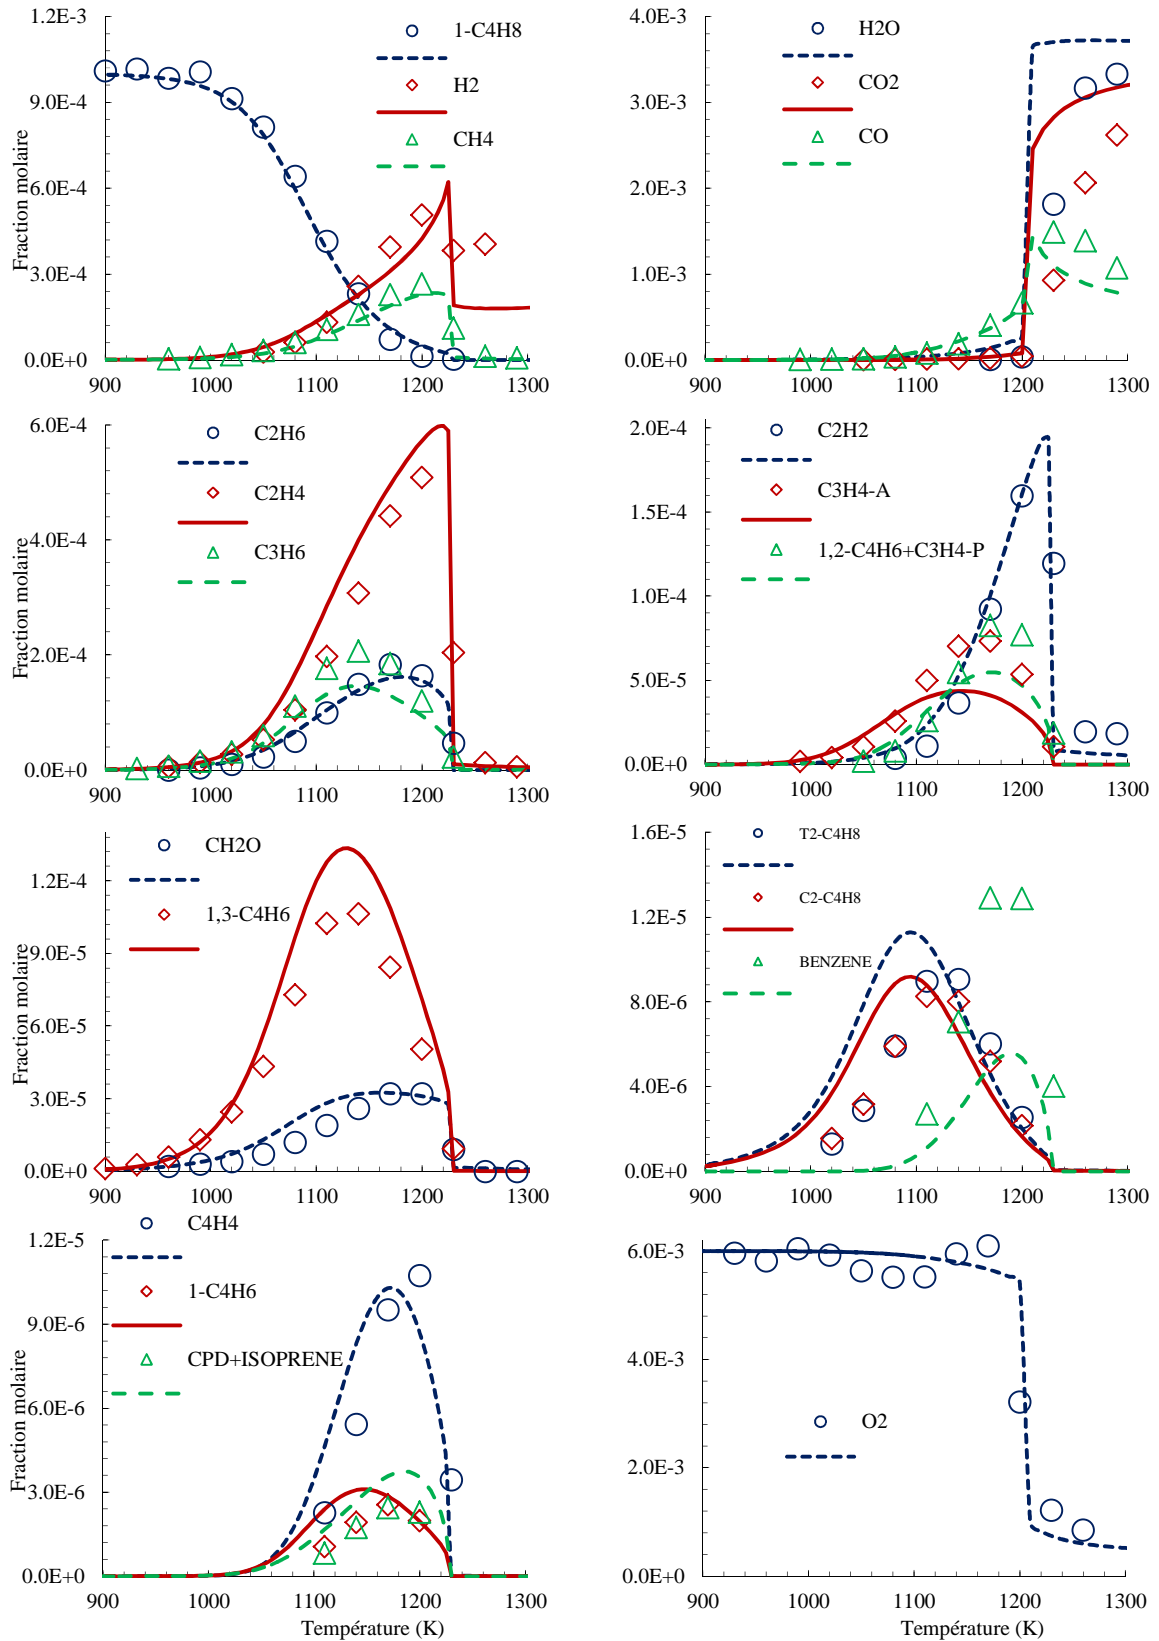 1.2E-3
9.0E-4
6.0E-4
3.0E-4
0.0E+0
Fraction molaire
1-C4H8
H2
CH4
900 1000 1100 1200 1300
4.0E-3
3.0E-3
2.0E-3
1.0E-3
0.0E+0
H2O
CO2
CO
900 1000 1100 1200 1300
6.0E-4
4.0E-4
2.0E-4
0.0E+0
Fraction molaire
C2H6
C2H4
C3H6
900 1000 1100 1200 1300
2.0E-4
1.5E-4
1.0E-4
5.0E-5
0.0E+0
C2H2
C3H4-A
1,2-C4H6+C3H4-P
900 1000 1100 1200 1300
1.2E-4
9.0E-5
6.0E-5
3.0E-5
0.0E+0
Fraction molaire
CH2O
1,3-C4H6
900 1000 1100 1200 1300
1.6E-5
1.2E-5
8.0E-6
4.0E-6
0.0E+0
T2-C4H8
C2-C4H8
BENZENE
900 1000 1100 1200 1300
1.2E-5
9.0E-6
6.0E-6
3.0E-6
0.0E+0
Fraction molaire
C4H4
1-C4H6
CPD+ISOPRENE
900 1000 1100 1200 1300
Température (K)
6.0E-3
4.0E-3
2.0E-3
0.0E+0
O2
900 1000 1100 1200 1300
Température (K)